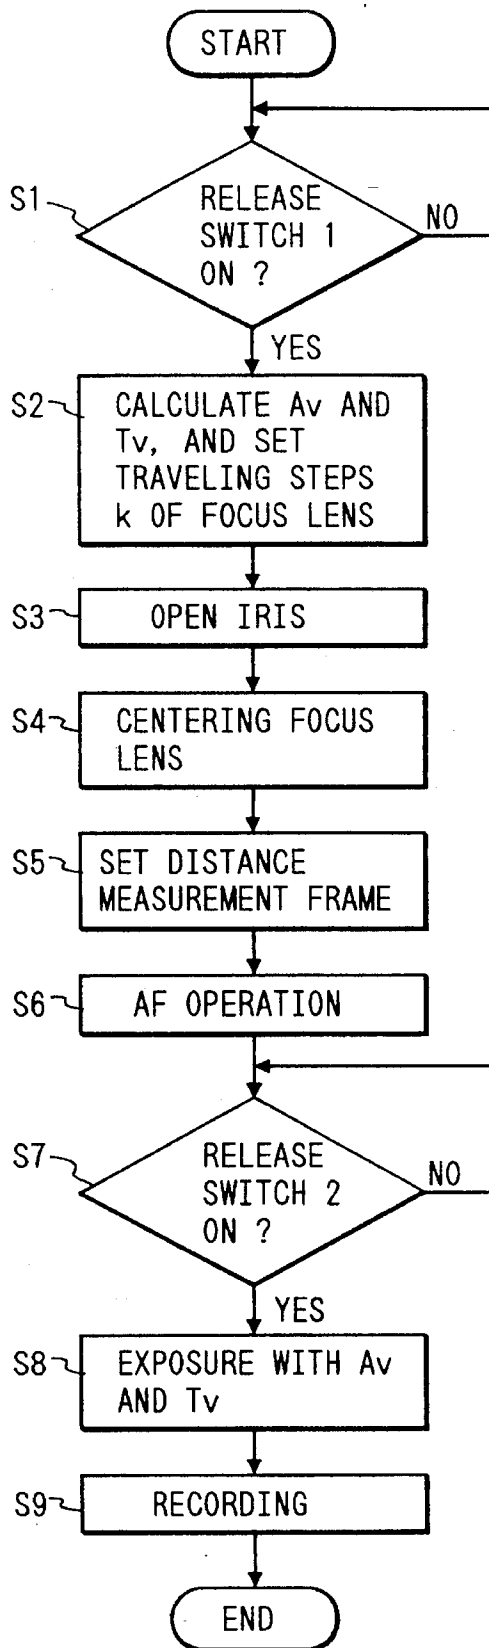 START
S1
RELEASE
SWITCH 1
ON ?
NO
YES
S2
CALCULATE Av AND
Tv, AND SET
TRAVELING STEPS
k OF FOCUS LENS
S3
OPEN IRIS
S4
CENTERING FOCUS
LENS
S5
SET DISTANCE
MEASUREMENT FRAME
S6
AF OPERATION
S7
RELEASE
SWITCH 2
ON ?
NO
YES
S8
EXPOSURE WITH Av
AND Tv
S9
RECORDING
END